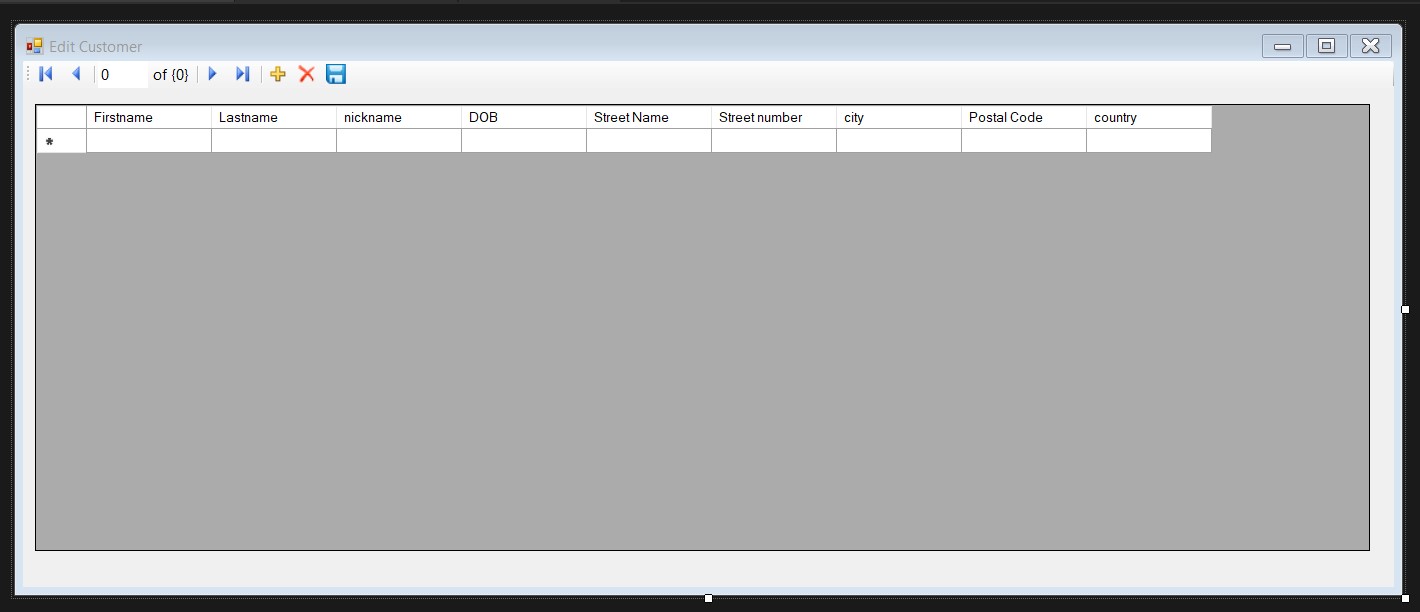 Edit Customer
0 of {0}
Firstname Lastname nickname DOB Street Name Street number city Postal Code country
*